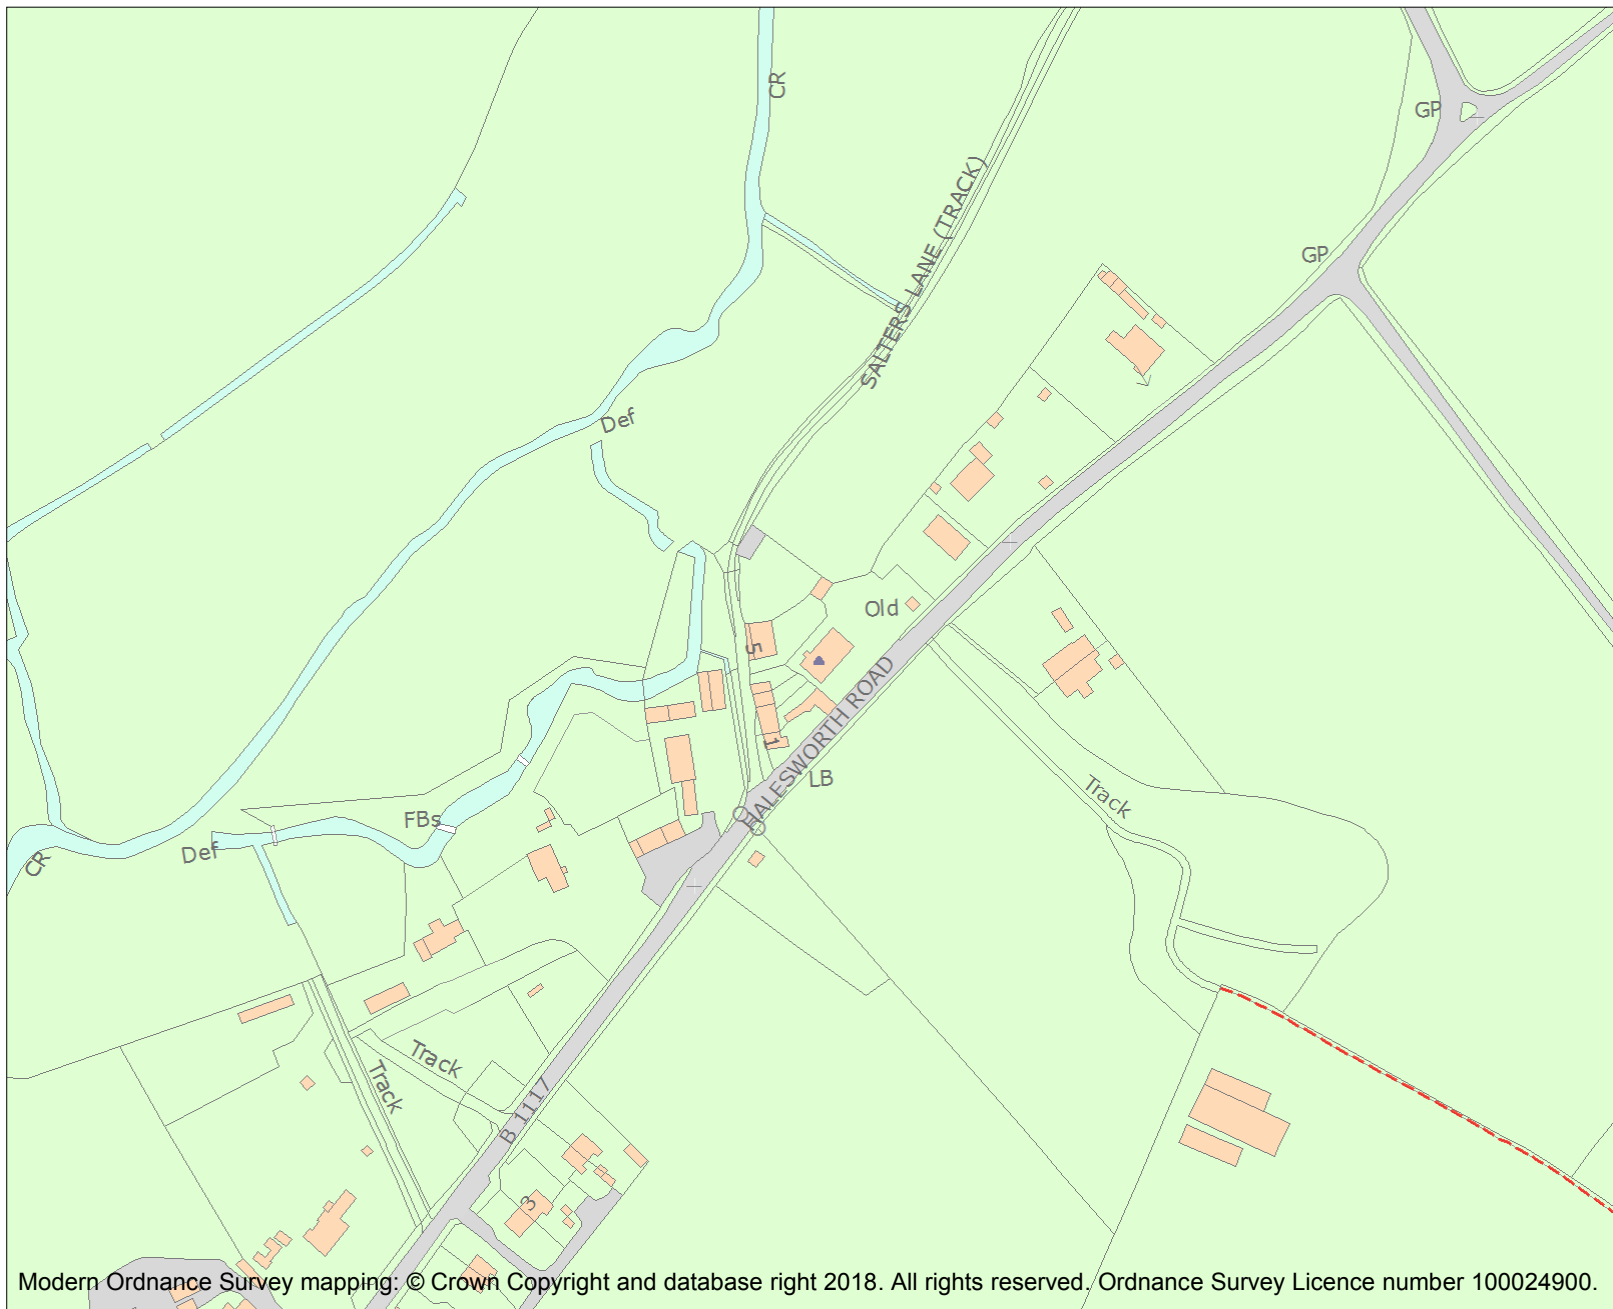 CR
GP
SALTERS LANE (TRACK)
GP
Def
Old
5
HALESWORTH ROAD
1
LB
Track
FBs
Def
CR
Track
Track
B 1117
3
Modern Ordnance Survey mapping: © Crown Copyright and database right 2018. All rights reserved. Ordnance Survey Licence number 100024900.